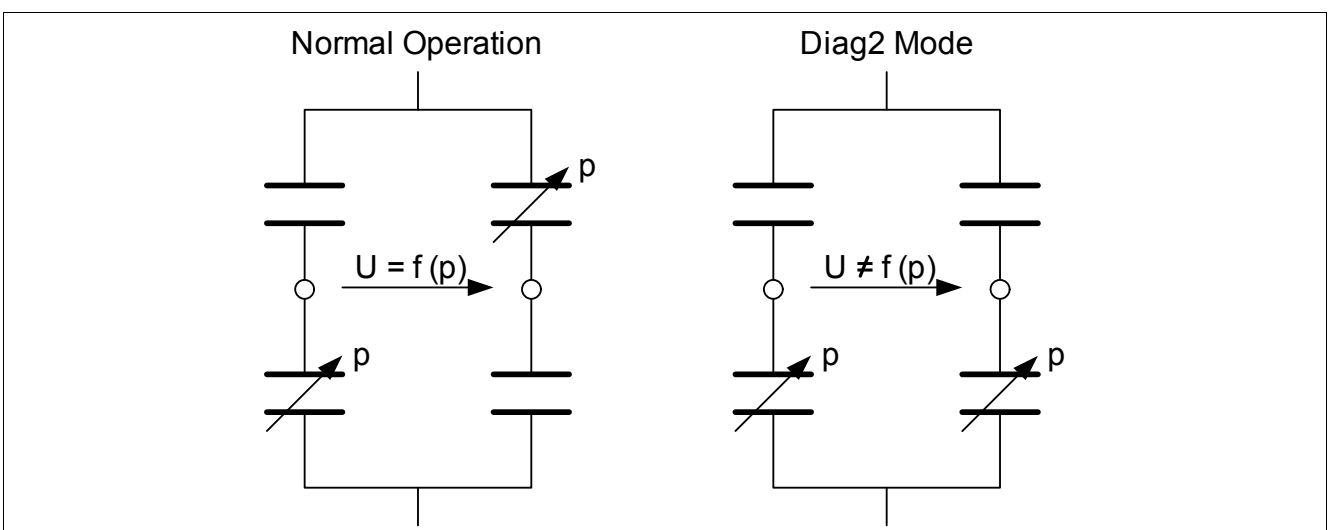 Normal Operation
p
U = f (p)
p
Diag2 Mode
U ≠ f (p)
p
p